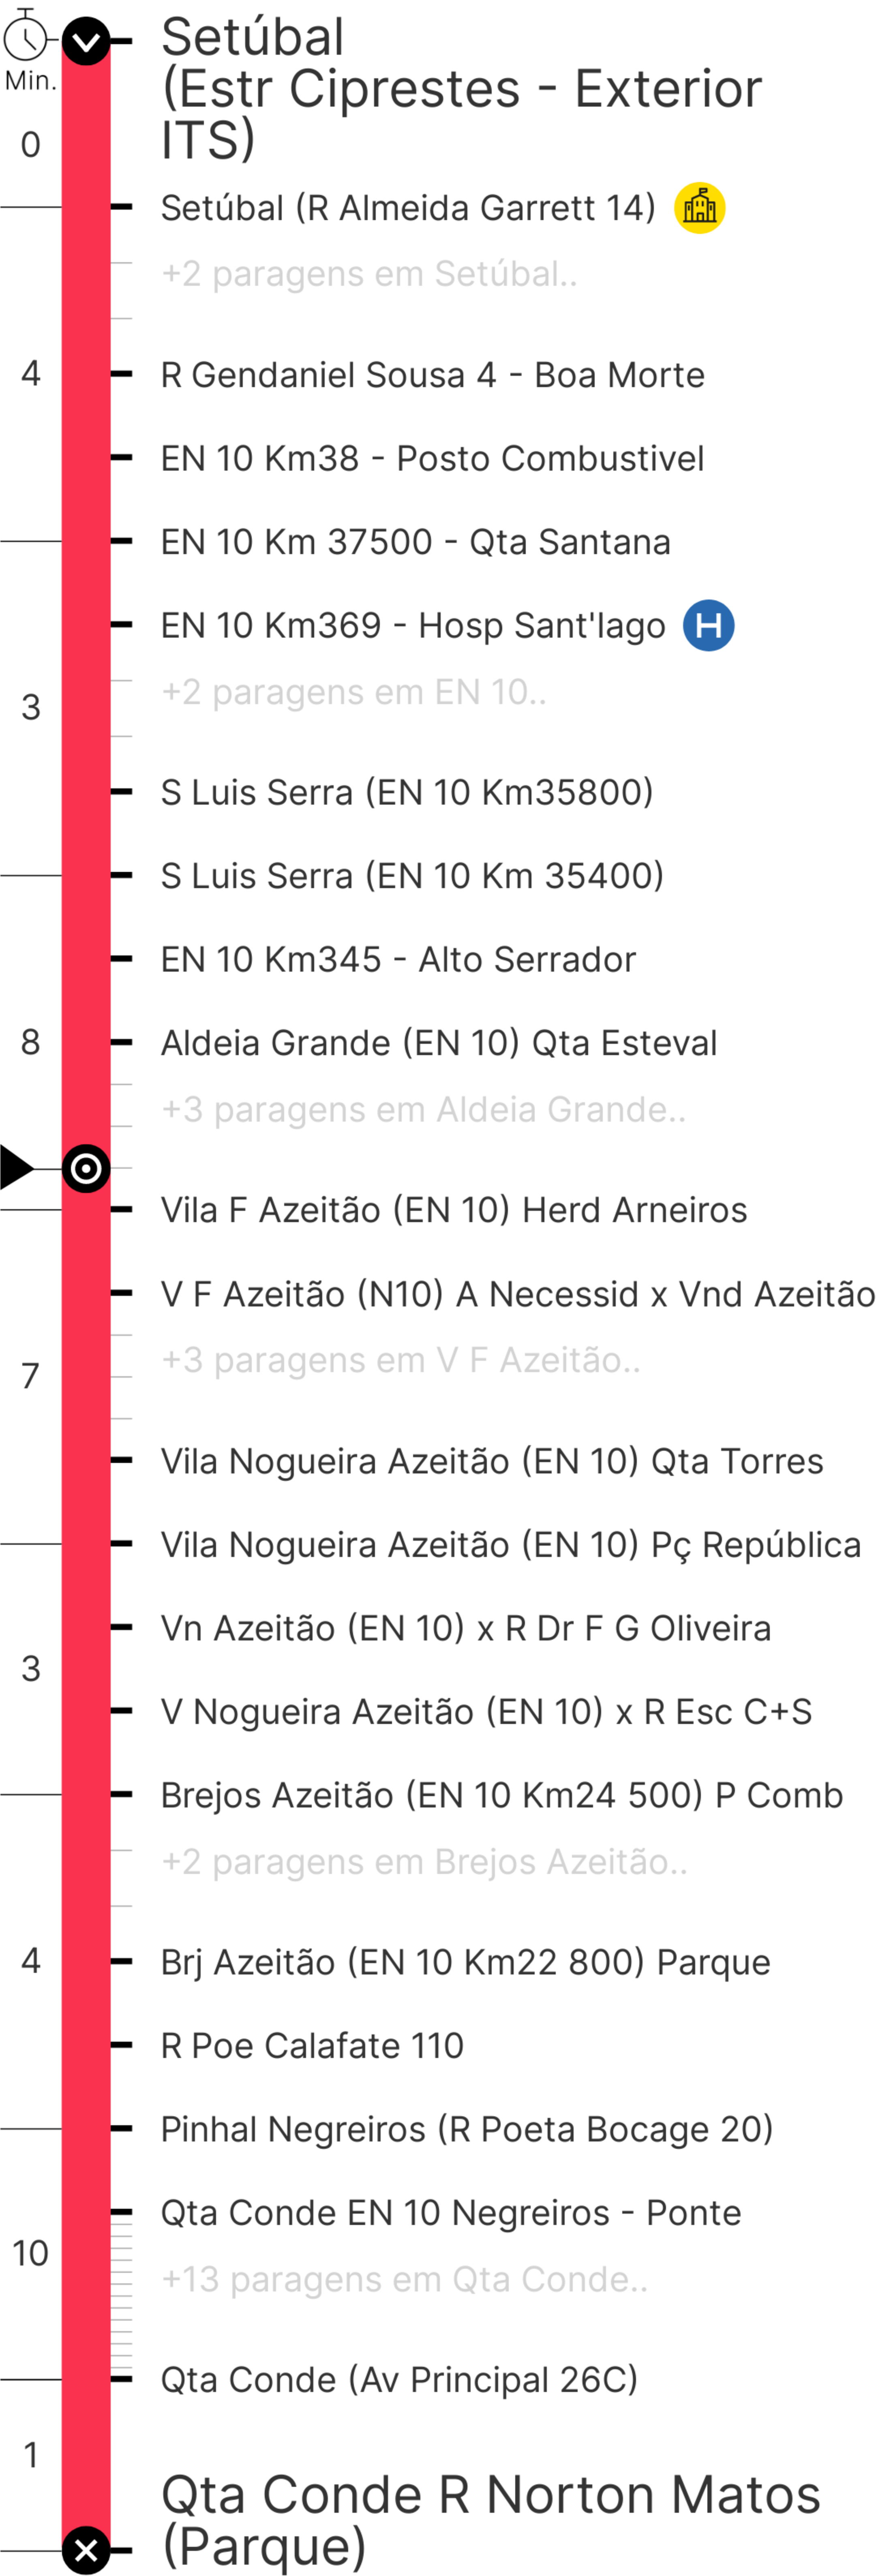 Setúbal
Min.
(Estr Ciprestes - Exterior
ITS)
0
Setúbal (R Almeida Garrett 14)
+2 paragens em Setúbal..
4
R Gendaniel Sousa 4 - Boa Morte
EN 10 Km38 - Posto Combustivel
EN 10 Km 37500 - Qta Santana
EN 10 Km369 - Hosp Sant'Iago H
+2 paragens em EN 10..
3
S Luis Serra (EN 10 Km35800)
S Luis Serra (EN 10 Km 35400)
EN 10 Km345 - Alto Serrador
8
Aldeia Grande (EN 10) Qta Esteval
+3 paragens em Aldeia Grande..
Vila F Azeitão (EN 10) Herd Arneiros
V F Azeitão (N10) A Necessid x Vnd Azeitão
+3 paragens em V F Azeitão..
7
Vila Nogueira Azeitão (EN 10) Qta Torres
Vila Nogueira Azeitão (EN 10) Pç República
Vn Azeitão (EN 10) x R Dr F G Oliveira
3
V Nogueira Azeitão (EN 10) x R Esc C+S
Brejos Azeitão (EN 10 Km24 500) P Comb
+2 paragens em Brejos Azeitão..
4
Brj Azeitão (EN 10 Km22 800) Parque
R Poe Calafate 110
Pinhal Negreiros (R Poeta Bocage 20)
Qta Conde EN 10 Negreiros - Ponte
10
+13 paragens em Qta Conde..
Qta Conde (Av Principal 26C)
1
Qta Conde R Norton Matos
(Parque)